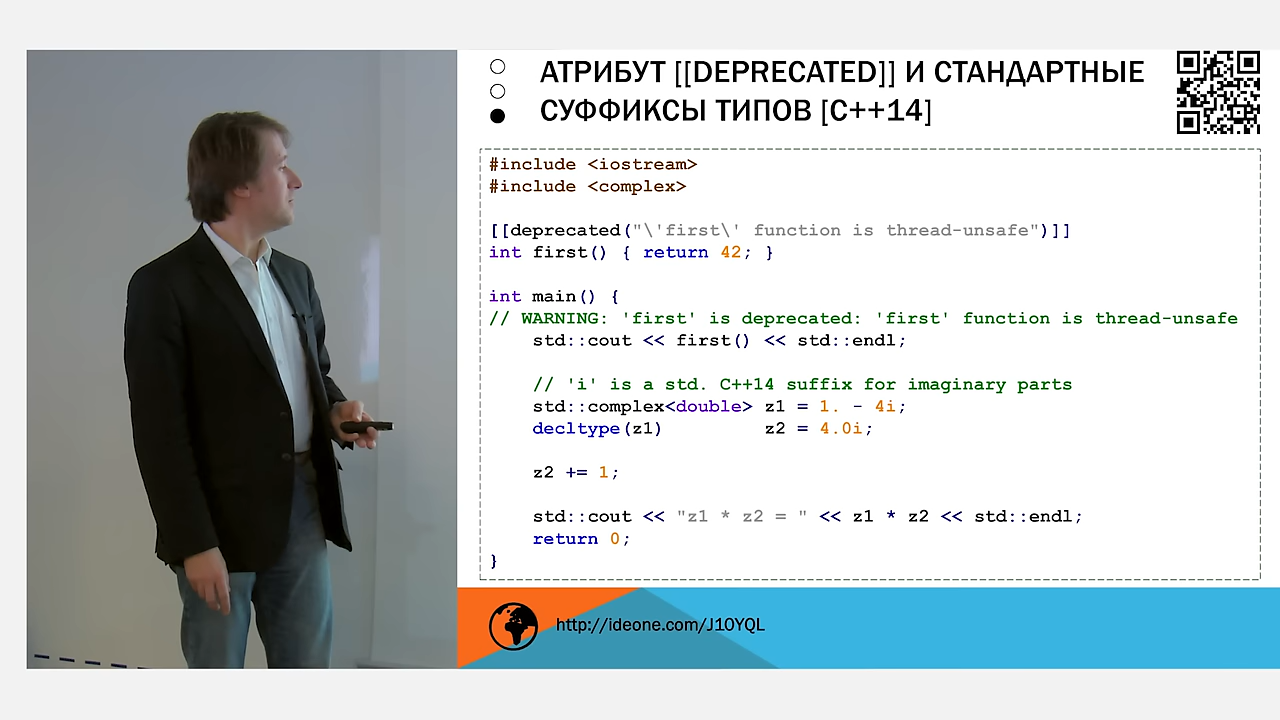 АТРИБУТ [[DEPRECATED]] И СТАНДАРТНЫЕ
СУФФИКСЫ ТИПОВ [C++14]
#include <iostream>
#include <complex>
[[deprecated("\'first\' function is thread-unsafe")]]
int first() { return 42; }
int main() {
// WARNING: 'first' is deprecated: 'first' function is thread-unsafe
std::cout << first() << std::endl;
// 'i' is a std. C++14 suffix for imaginary parts
std::complex<double> z1 = 1. - 4i;
decltype(z1) z2 = 4.0i;
z2 += 1;
std::cout << "z1 * z2 = " << z1 * z2 << std::endl;
return 0;
}
http://ideone.com/J10YQL